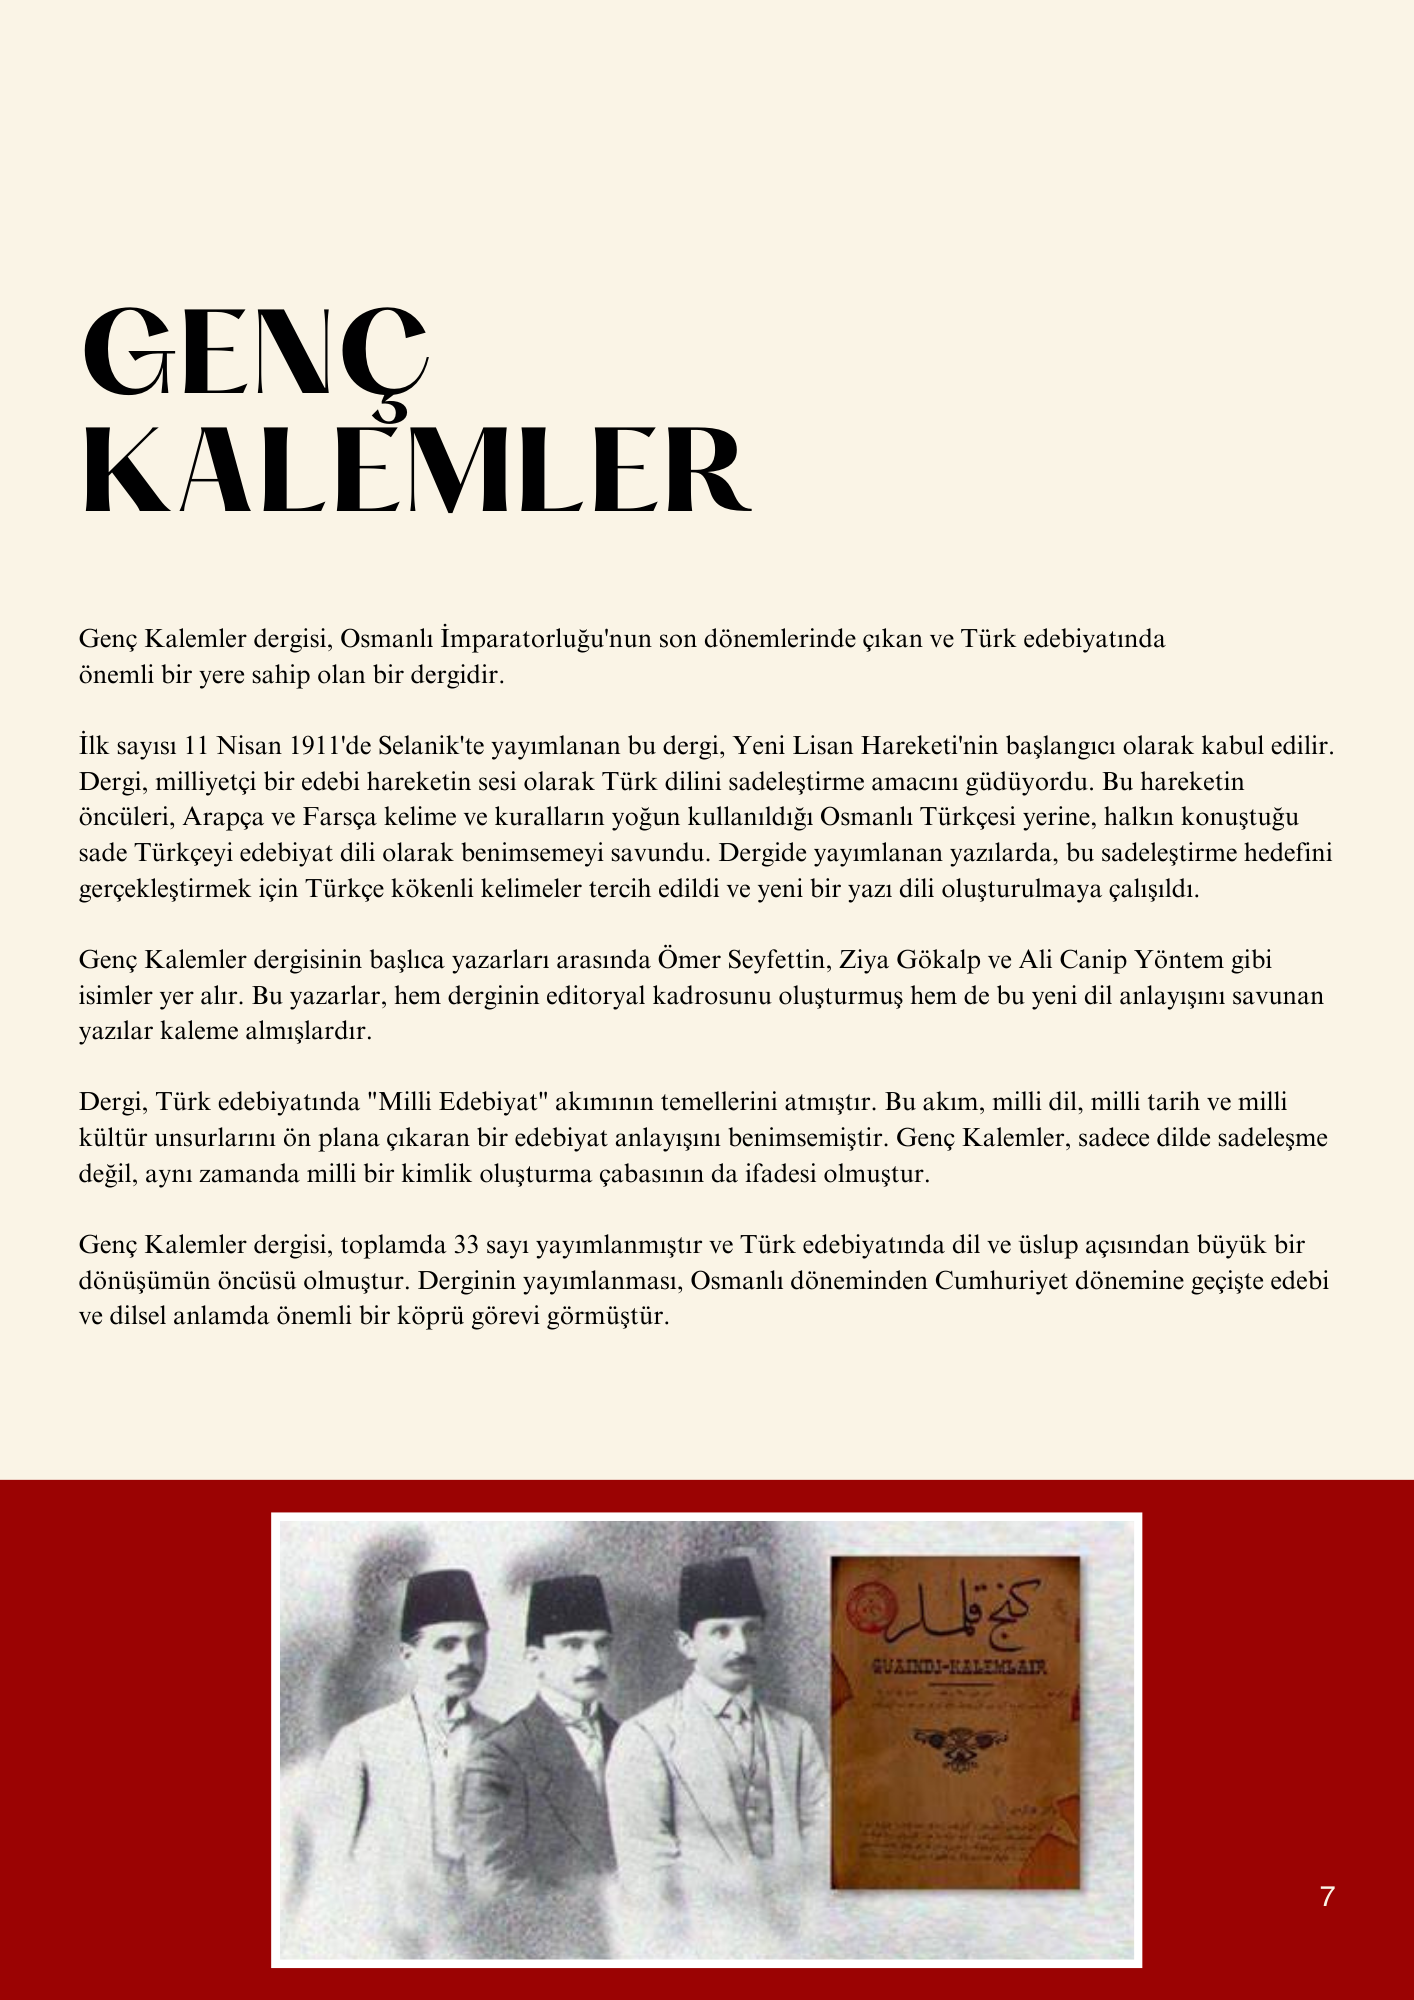 GENÇ
KALEMLER
Genç Kalemler dergisi, Osmanlı İmparatorluğu'nun son dönemlerinde çıkan ve Türk edebiyatında
önemli bir yere sahip olan bir dergidir.
İlk sayısı 11 Nisan 1911'de Selanik'te yayımlanan bu dergi, Yeni Lisan Hareketi'nin başlangıcı olarak kabul edilir.
Dergi, milliyetçi bir edebi hareketin sesi olarak Türk dilini sadeleştirme amacını güdüyordu. Bu hareketin
öncüleri, Arapça ve Farsça kelime ve kuralların yoğun kullanıldığı Osmanlı Türkçesi yerine, halkın konuştuğu
sade Türkçeyi edebiyat dili olarak benimsemeyi savundu. Dergide yayımlanan yazılarda, bu sadeleştirme hedefini
gerçekleştirmek için Türkçe kökenli kelimeler tercih edildi ve yeni bir yazı dili oluşturulmaya çalışıldı.
Genç Kalemler dergisinin başlıca yazarları arasında Ömer Seyfettin, Ziya Gökalp ve Ali Canip Yöntem gibi
isimler yer alır. Bu yazarlar, hem derginin editoryal kadrosunu oluşturmuş hem de bu yeni dil anlayışını savunan
yazılar kaleme almışlardır.
Dergi, Türk edebiyatında "Milli Edebiyat" akımının temellerini atmıştır. Bu akım, milli dil, milli tarih ve milli
kültür unsurlarını ön plana çıkaran bir edebiyat anlayışını benimsemiştir. Genç Kalemler, sadece dilde sadeleşme
değil, aynı zamanda milli bir kimlik oluşturma çabasının da ifadesi olmuştur.
Genç Kalemler dergisi, toplamda 33 sayı yayımlanmıştır ve Türk edebiyatında dil ve üslup açısından büyük bir
dönüşümün öncüsü olmuştur. Derginin yayımlanması, Osmanlı döneminden Cumhuriyet dönemine geçişte edebi
ve dilsel anlamda önemli bir köprü görevi görmüştür.
كنج قلملر
GUAINDJ-KALEMLAIR
7